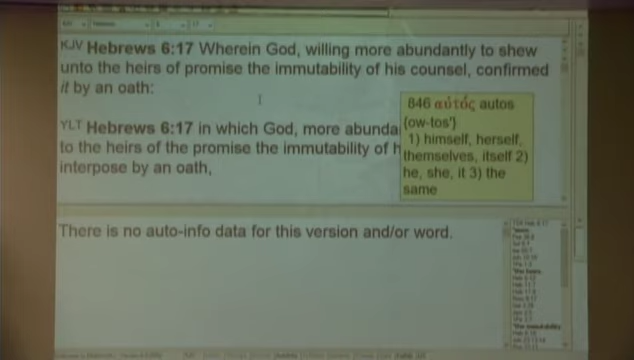 KJV Hebrews 6:17 Wherein God, willing more abundantly to shew
unto the heirs of promise the immutability of his counsel, confirmed
it by an oath:
YLT Hebrews 6:17 in which God, more abunda
to the heirs of the promise the immutability of h
interpose by an oath,
846 αὐτός autos
{ow-tos'}
1) himself, herself,
themselves, itself 2)
he, she, it 3) the
same
There is no auto-info data for this version and/or word.